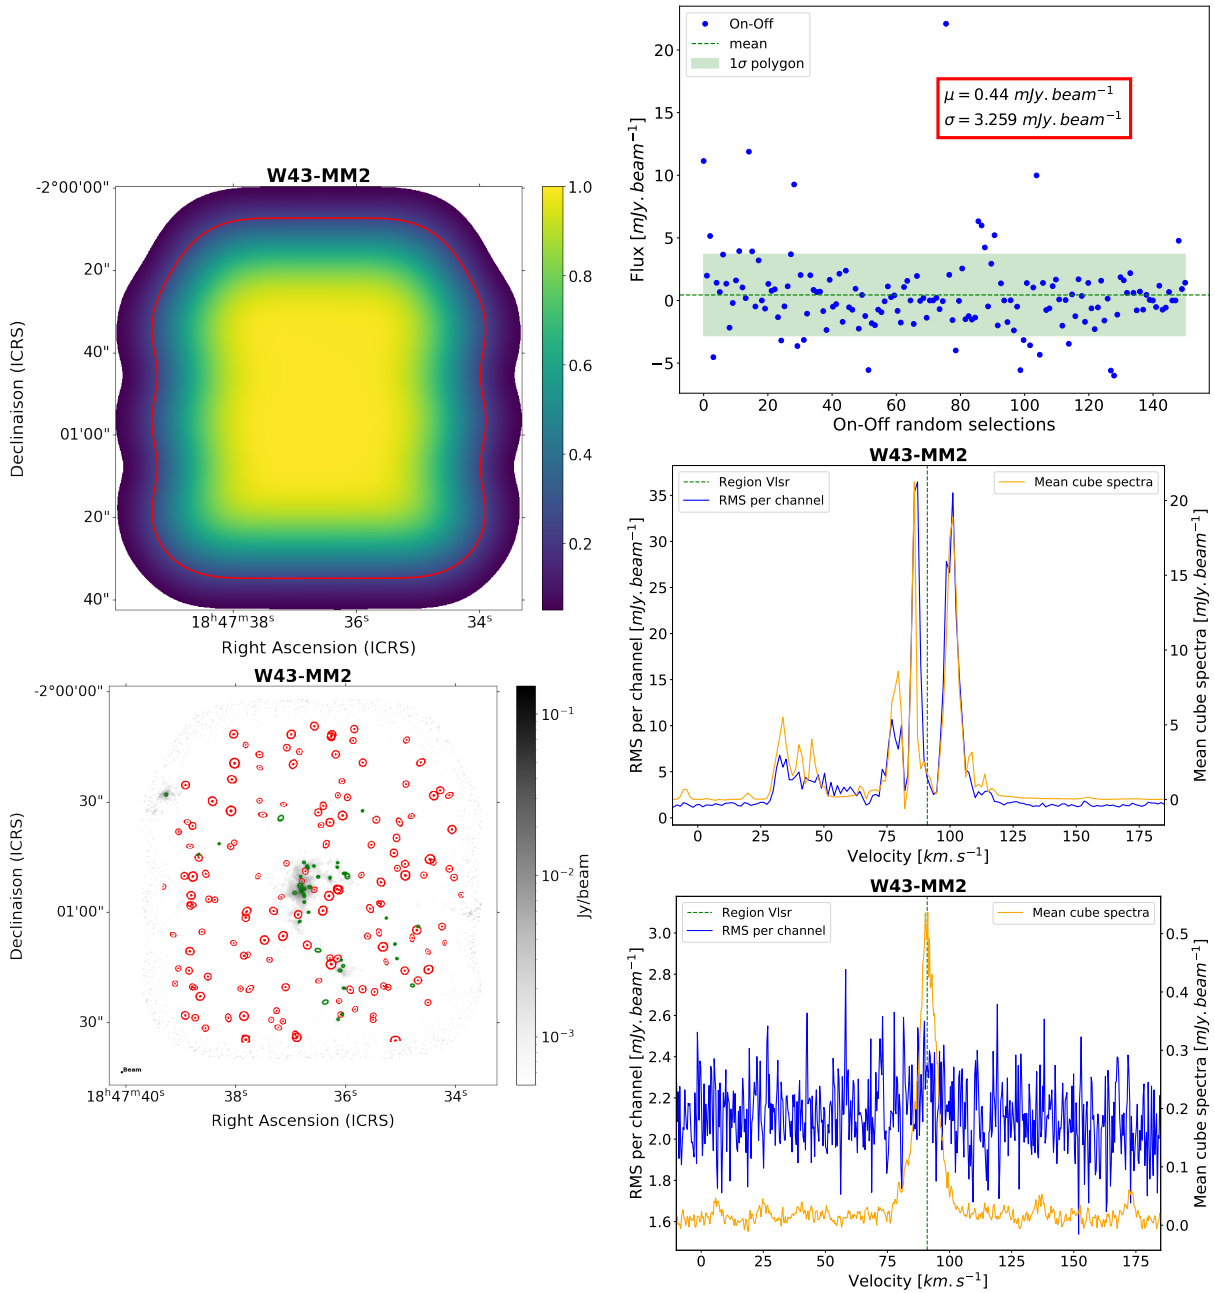 W43-MM2
-2°00'00"
20"
40"
01'00"
20"
40"
Declinaison (ICRS)
18ʰ47ᵐ38ˢ 36ˢ 34ˢ
Right Ascension (ICRS)
1.0
0.8
0.6
0.4
0.2
W43-MM2
-2°00'00"
30"
01'00"
30"
Declinaison (ICRS)
Beam
18ʰ47ᵐ40ˢ 38ˢ 36ˢ 34ˢ
Right Ascension (ICRS)
10⁻¹
10⁻²
10⁻³
Jy/beam
On-Off
mean
1σ polygon
μ = 0.44 mJy.beam⁻¹
σ = 3.259 mJy.beam⁻¹
20
15
10
5
0
−5
Flux [mJy.beam⁻¹]
0 20 40 60 80 100 120 140
On-Off random selections
W43-MM2
Region Vlsr
RMS per channel
Mean cube spectra
35
30
25
20
15
10
5
0
RMS per channel [mJy.beam⁻¹]
20
15
10
5
0
Mean cube spectra [mJy.beam⁻¹]
0 25 50 75 100 125 150 175
Velocity [km.s⁻¹]
W43-MM2
Region Vlsr
RMS per channel
Mean cube spectra
3.0
2.8
2.6
2.4
2.2
2.0
1.8
1.6
RMS per channel [mJy.beam⁻¹]
0.5
0.4
0.3
0.2
0.1
0.0
Mean cube spectra [mJy.beam⁻¹]
0 25 50 75 100 125 150 175
Velocity [km.s⁻¹]